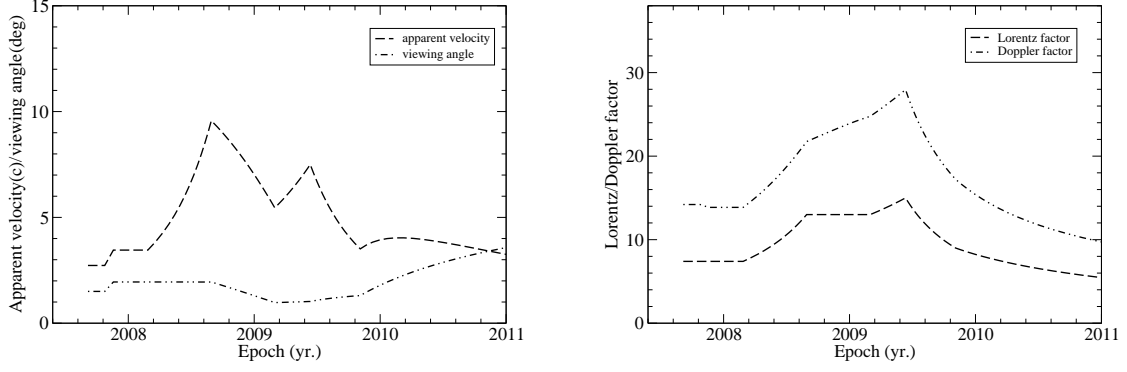 15
10
5
0
Apparent velocity(c)/viewing angle(deg)
apparent velocity
viewing angle
2008
2009
2010
2011
Epoch (yr.)
30
20
10
0
Lorentz/Doppler factor
Lorentz factor
Doppler factor
2008
2009
2010
2011
Epoch (yr.)